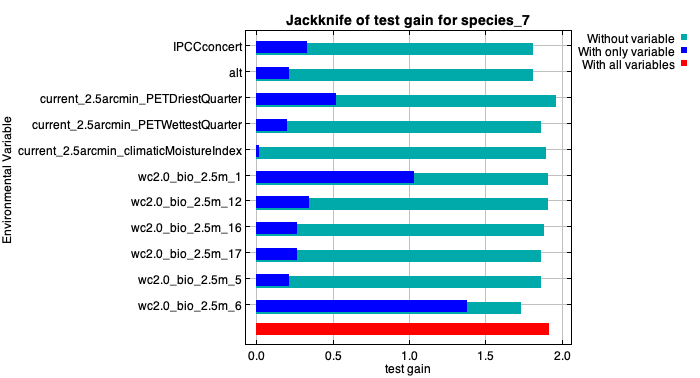 Jackknife of test gain for species_7
Without variable
With only variable
With all variables
Environmental Variable
IPCCconcert
alt
current_2.5arcmin_PETDriestQuarter
current_2.5arcmin_PETWettestQuarter
current_2.5arcmin_climaticMoistureIndex
wc2.0_bio_2.5m_1
wc2.0_bio_2.5m_12
wc2.0_bio_2.5m_16
wc2.0_bio_2.5m_17
wc2.0_bio_2.5m_5
wc2.0_bio_2.5m_6
0.0 0.5 1.0 1.5 2.0
test gain